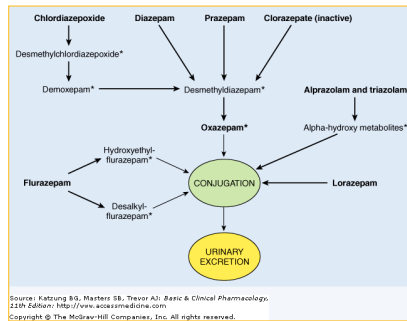 Chlordiazepoxide
Diazepam
Prazepam
Clorazepate (inactive)
Desmethylchlordiazepoxide*
Demoxepam*
Desmethyldiazepam*
Alprazolam and triazolam
Oxazepam*
Alpha-hydroxy metabolites*
Hydroxyethyl-
flurazepam*
Flurazepam
CONJUGATION
Lorazepam
Desalkyl-
flurazepam*
URINARY
EXCRETION
Source: Katzung BG, Masters SB, Trevor AJ: Basic & Clinical Pharmacology,
11th Edition: http://www.accessmedicine.com
Copyright @ The McGraw-Hill Companies, Inc. All rights reserved.